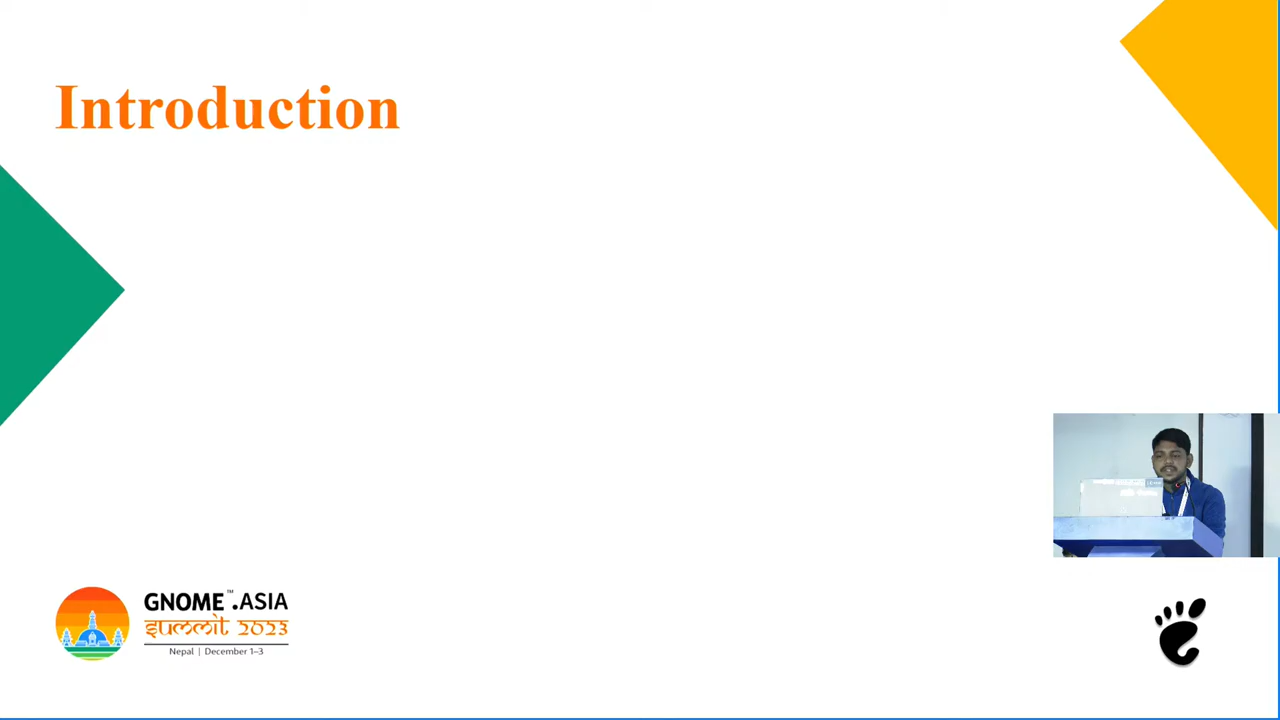 Introduction
GNOME™.ASIA
summit 2023
Nepal | December 1–3